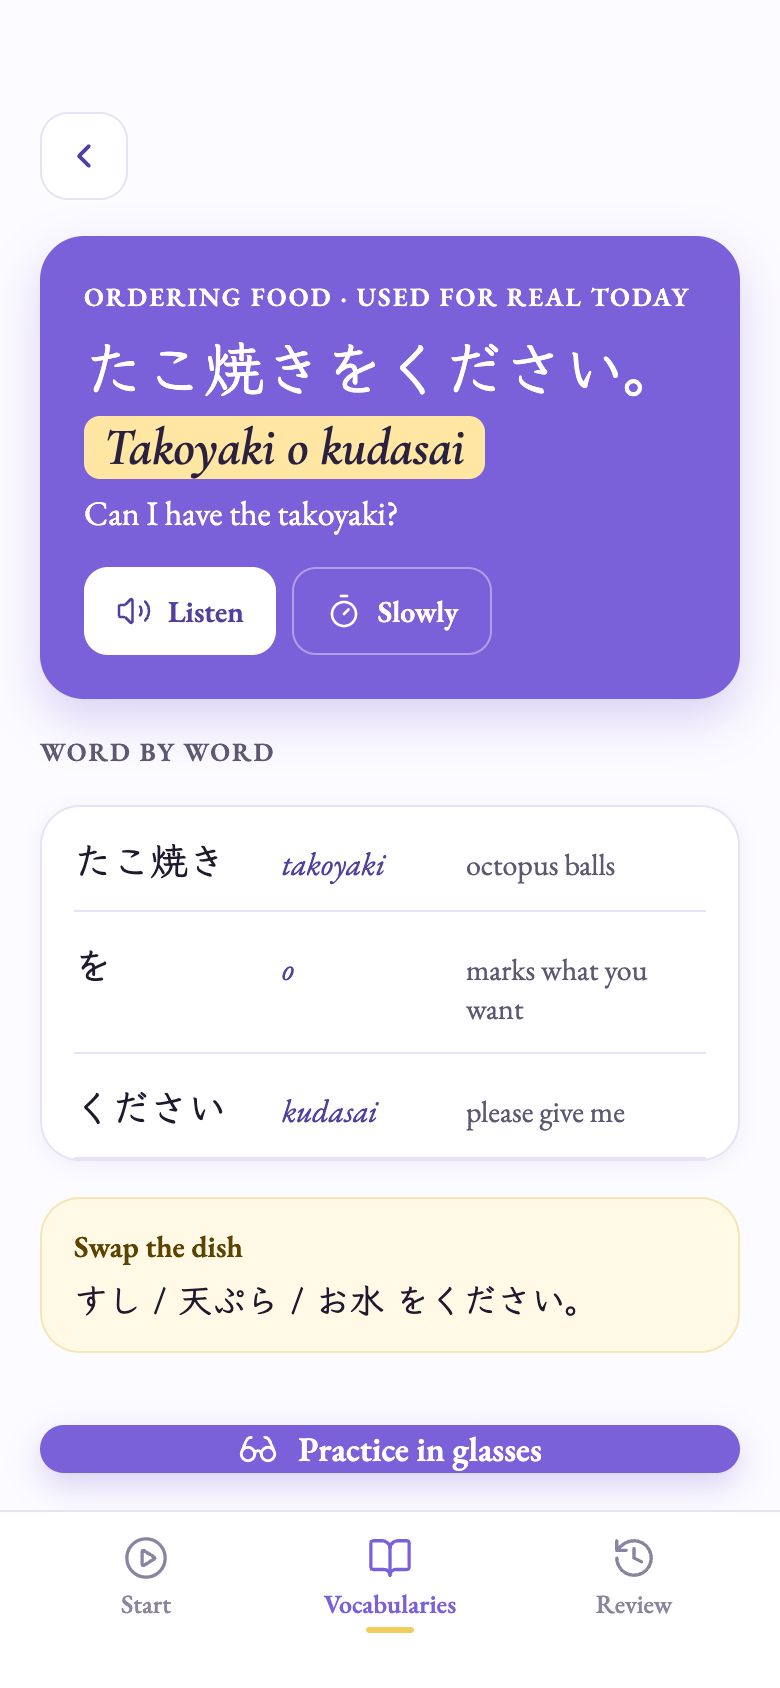 ORDERING FOOD · USED FOR REAL TODAY
たこ焼きをください。
Takoyaki o kudasai
Can I have the takoyaki?
Listen
Slowly
WORD BY WORD
たこ焼き takoyaki octopus balls
を o marks what you
want
ください kudasai please give me
Swap the dish
すし / 天ぷら / お水 をください。
Practice in glasses
Start
Vocabularies
Review